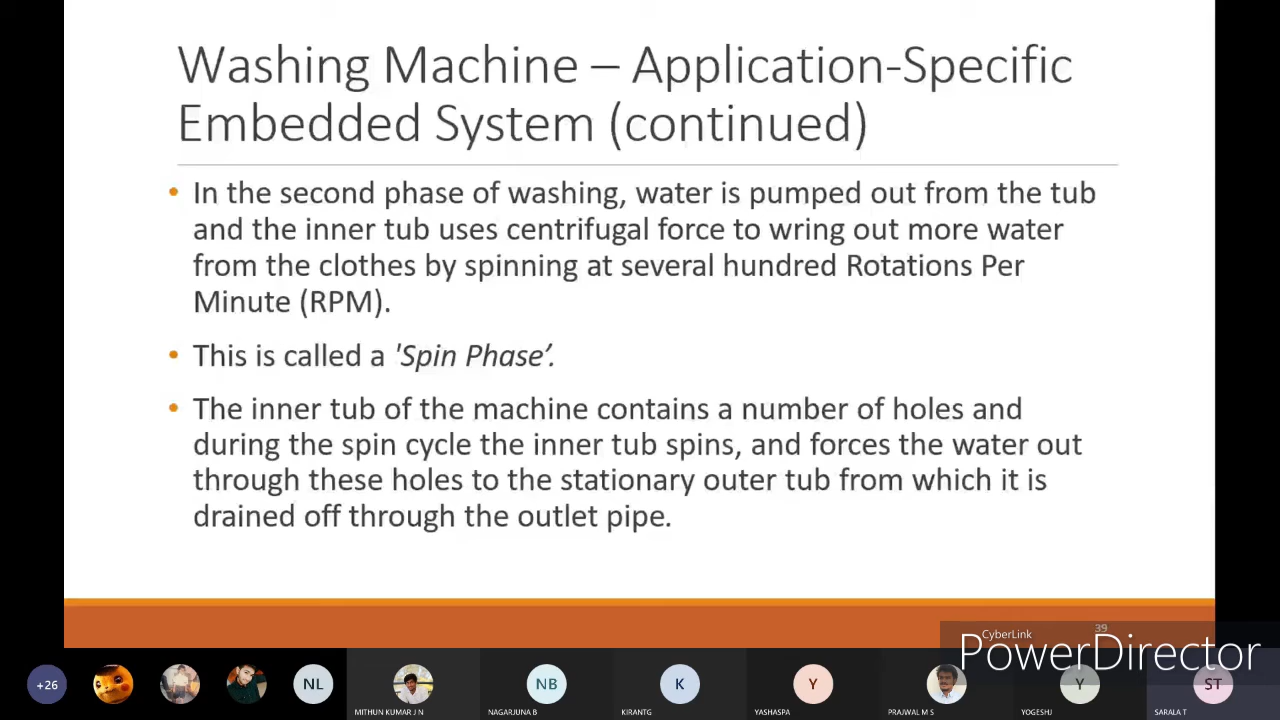 Washing Machine – Application-Specific
Embedded System (continued)
• In the second phase of washing, water is pumped out from the tub
and the inner tub uses centrifugal force to wring out more water
from the clothes by spinning at several hundred Rotations Per
Minute (RPM).
• This is called a 'Spin Phase’.
• The inner tub of the machine contains a number of holes and
during the spin cycle the inner tub spins, and forces the water out
through these holes to the stationary outer tub from which it is
drained off through the outlet pipe.
39
CyberLink
PowerDirector
+26
NL
NB
K
Y
Y
ST
MITHUN KUMAR J N
NAGARJUNA B
KIRANTG
YASHASPA
PRAJWAL M S
YOGESHJ
SARALA T